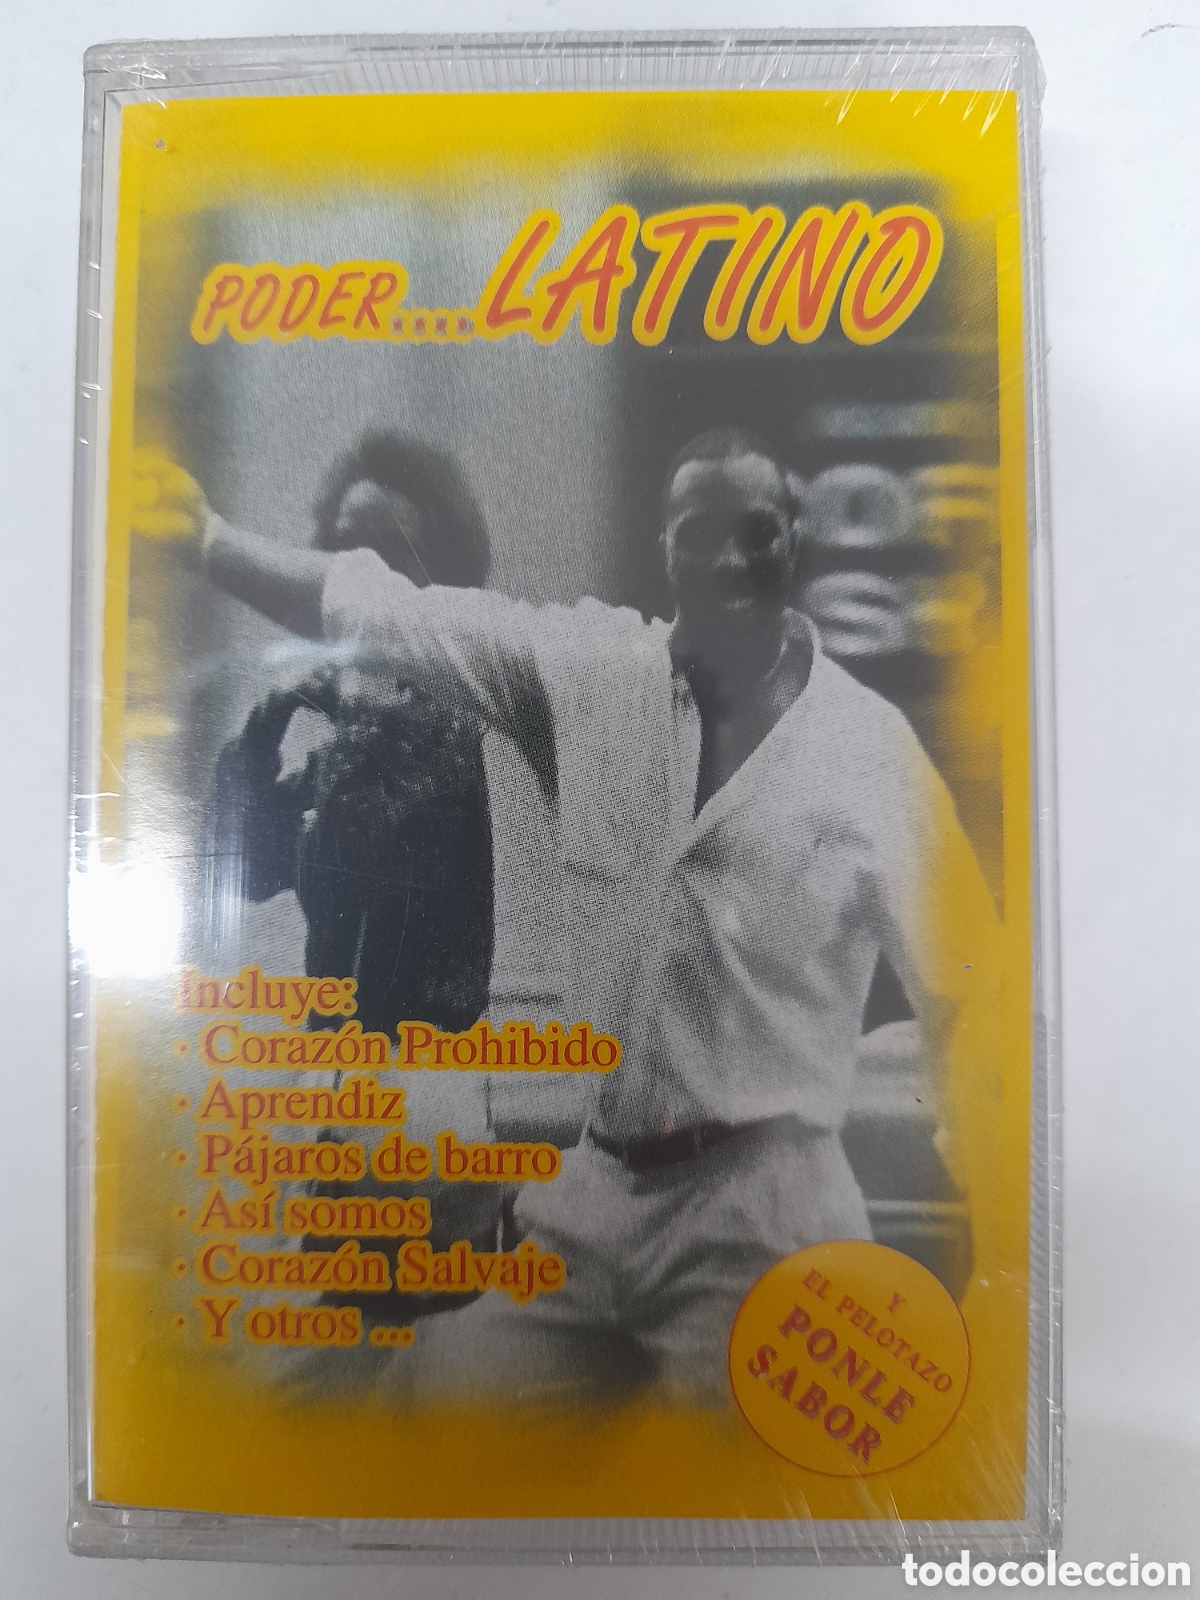 PODER....LATINO
Incluye:
· Corazón Prohibido
· Aprendiz
· Pájaros de barro
· Así somos
· Corazón Salvaje
· Y otros ...
Y
EL PELOTAZO
PONLE
SABOR
todocoleccion